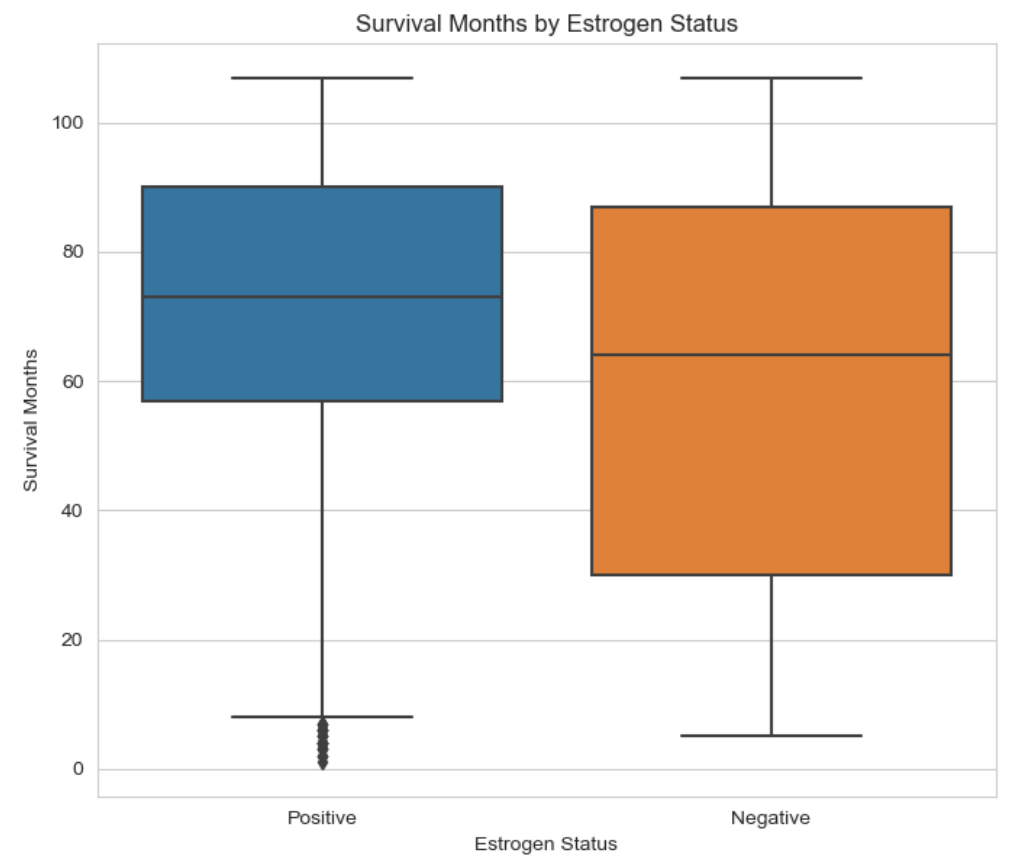 Survival Months by Estrogen Status
100
80
60
40
20
0
Survival Months
Positive
Negative
Estrogen Status